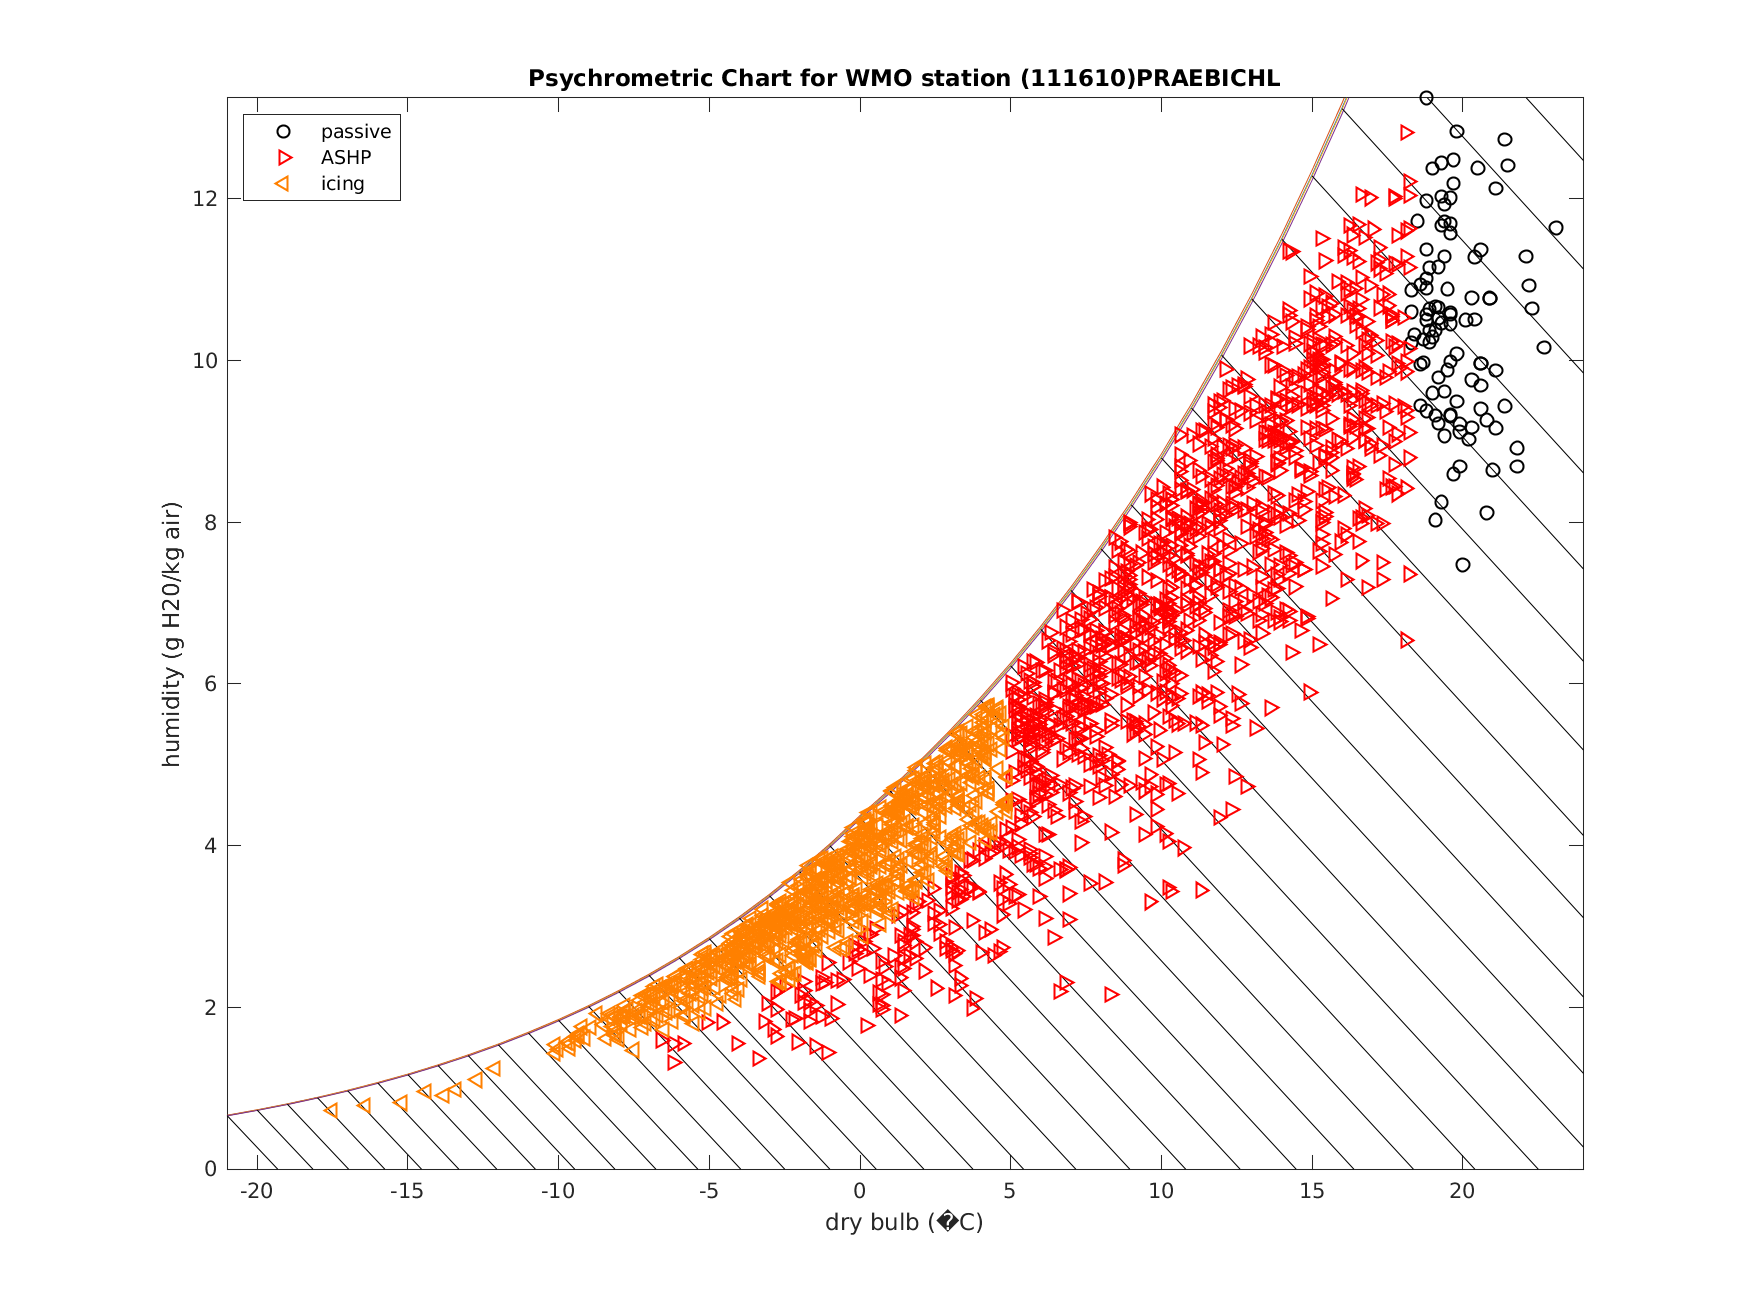 Psychrometric Chart for WMO station (111610)PRAEBICHL
passive
ASHP
icing
12
10
8
6
4
2
0
humidity (g H20/kg air)
-20 -15 -10 -5 0 5 10 15 20
dry bulb (�C)